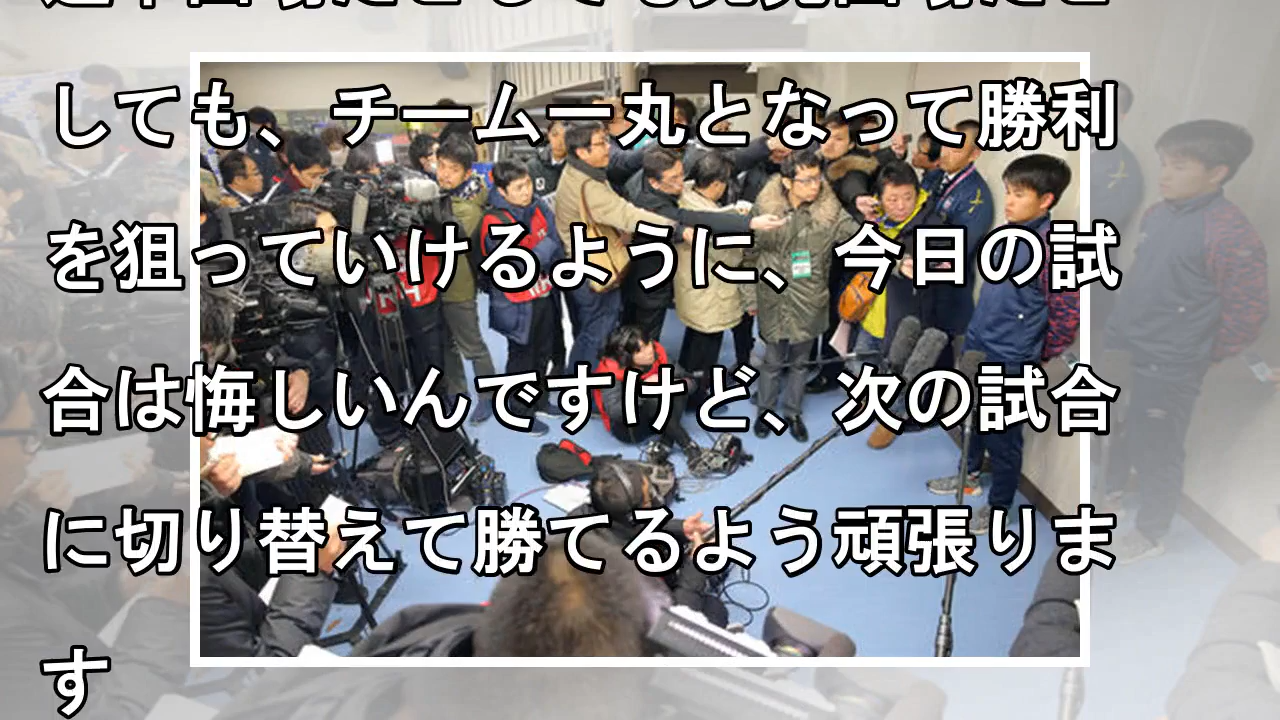 しても、チーム一丸となって勝利
を狙っていけるように、今日の試
合は悔しいんですけど、次の試合
に切り替えて勝てるよう頑張りま
す